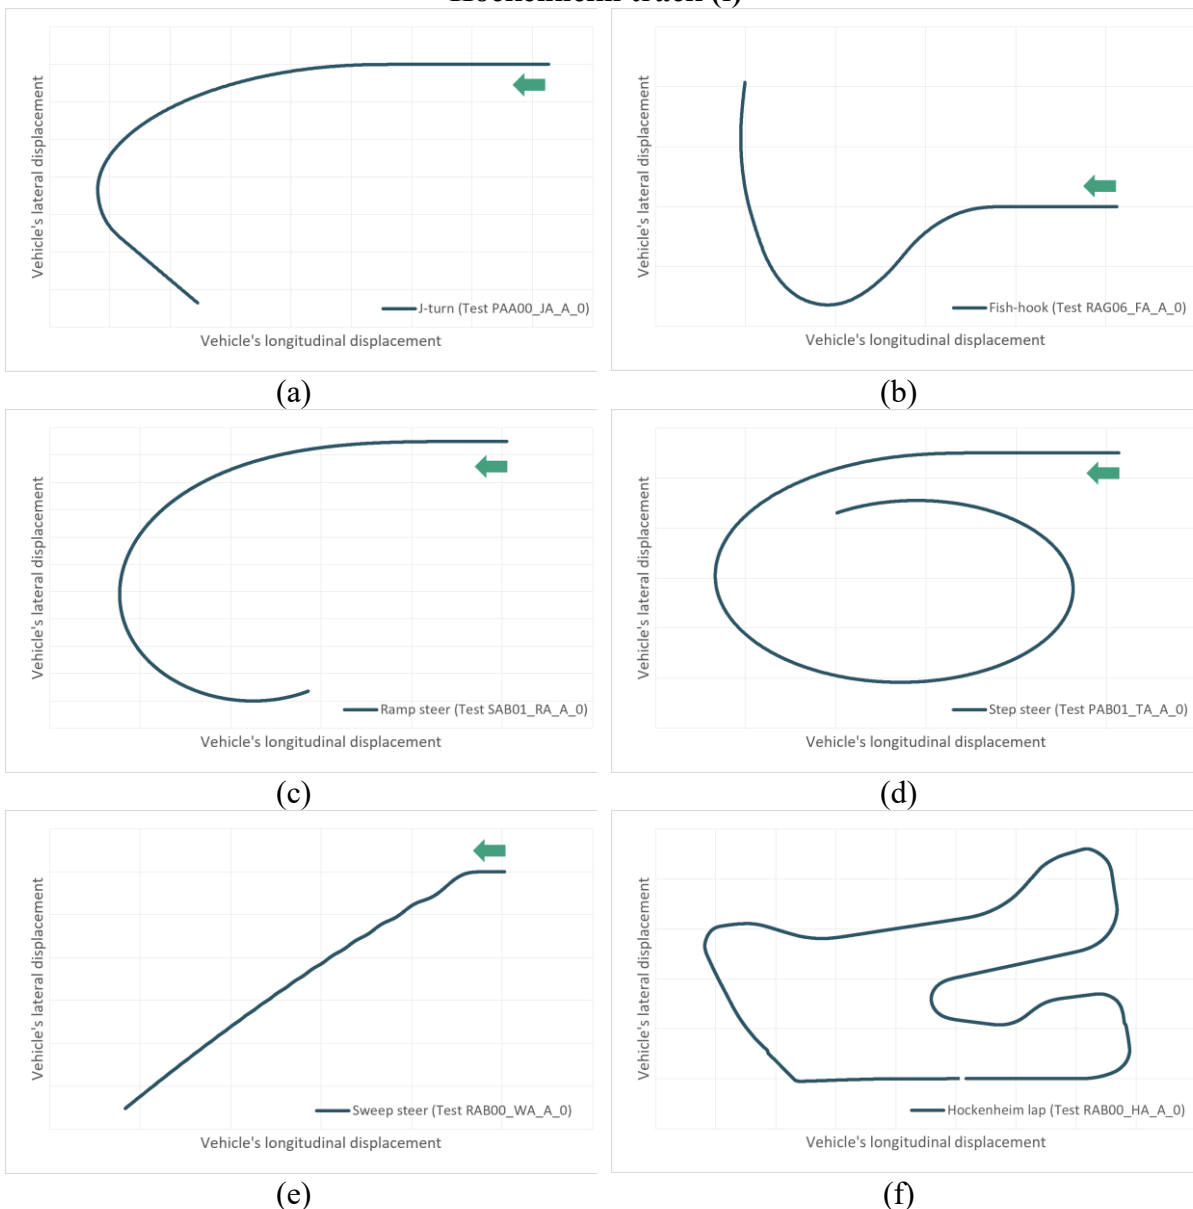 Vehicle's lateral displacement
J-turn (Test PAA00_JA_A_0)
Vehicle's longitudinal displacement
(a)
Vehicle's lateral displacement
Fish-hook (Test RAG06_FA_A_0)
Vehicle's longitudinal displacement
(b)
Vehicle's lateral displacement
Ramp steer (Test SAB01_RA_A_0)
Vehicle's longitudinal displacement
(c)
Vehicle's lateral displacement
Step steer (Test PAB01_TA_A_0)
Vehicle's longitudinal displacement
(d)
Vehicle's lateral displacement
Sweep steer (Test RAB00_WA_A_0)
Vehicle's longitudinal displacement
(e)
Vehicle's lateral displacement
Hockenheim lap (Test RAB00_HA_A_0)
Vehicle's longitudinal displacement
(f)